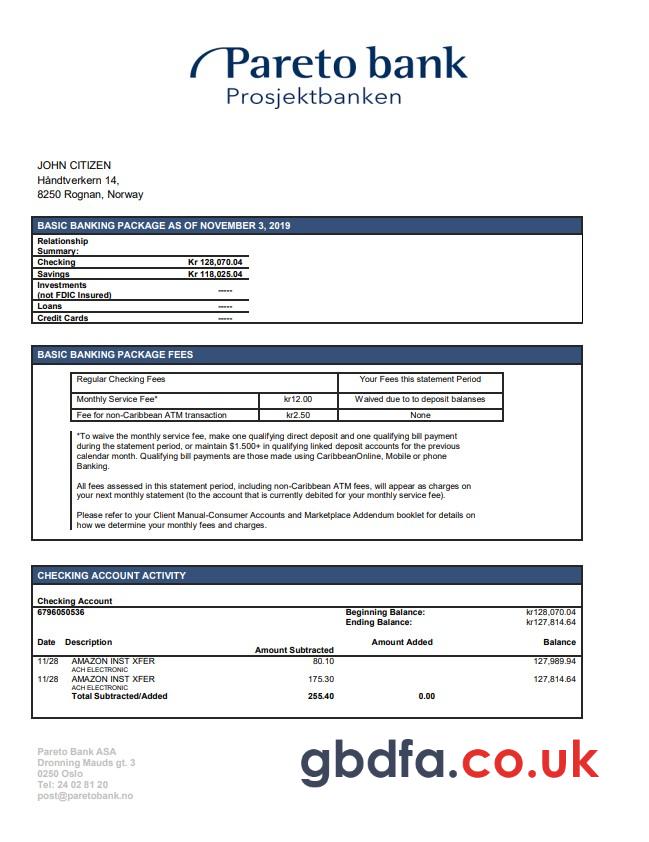 Pareto bank
Prosjektbanken
JOHN CITIZEN
Håndtverkern 14,
8250 Rognan, Norway
BASIC BANKING PACKAGE AS OF NOVEMBER 3, 2019
Relationship
Summary:
Checking Kr 128,070.04
Savings Kr 118,025.04
Investments
(not FDIC Insured) -----
Loans -----
Credit Cards -----
BASIC BANKING PACKAGE FEES
Regular Checking Fees Your Fees this statement Period
Monthly Service Fee* kr12.00 Waived due to to deposit balanses
Fee for non-Caribbean ATM transaction kr2.50 None
*To waive the monthly service fee, make one qualifying direct deposit and one qualifying bill payment
during the statement period, or maintain $1.500+ in qualifying linked deposit accounts for the previous
calendar month. Qualifying bill payments are those made using CaribbeanOnline, Mobile or phone
Banking.
All fees assessed in this statement period, including non-Caribbean ATM fees, will appear as charges on
your next monthly statement (to the account that is currently debited for your monthly service fee).
Please refer to your Client Manual-Consumer Accounts and Marketplace Addendum booklet for details on
how we determine your monthly fees and charges.
CHECKING ACCOUNT ACTIVITY
Checking Account
6796050536 Beginning Balance: kr128,070.04
Ending Balance: kr127,814.64
Date Description Amount Subtracted Amount Added Balance
11/28 AMAZON INST XFER 80.10 127,989.94
ACH ELECTRONIC
11/28 AMAZON INST XFER 175.30 127,814.64
ACH ELECTRONIC
Total Subtracted/Added 255.40 0.00
Pareto Bank ASA
Dronning Mauds gt. 3
0250 Oslo
Tel: 24 02 81 20
post@paretobank.no
gbdfa.co.uk